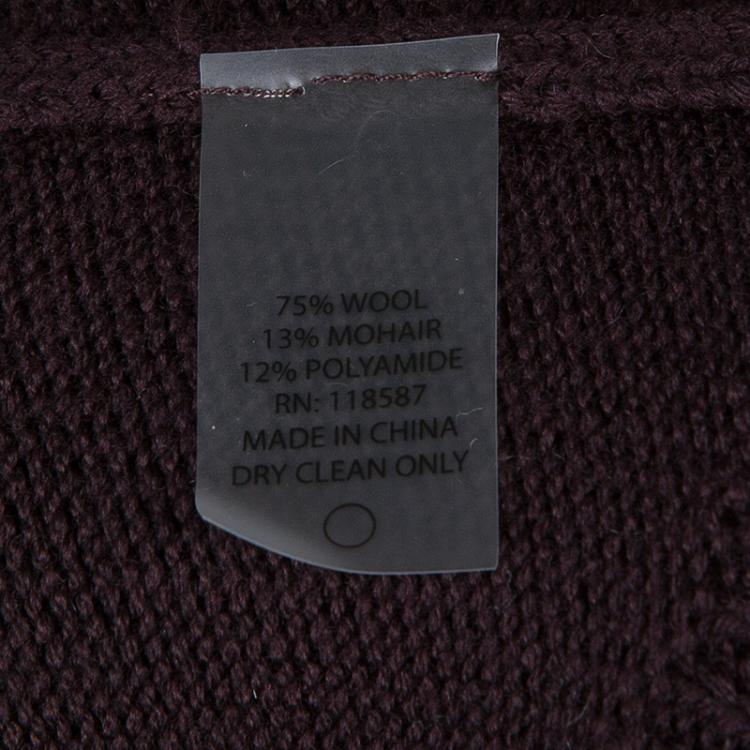 75% WOOL
13% MOHAIR
12% POLYAMIDE
RN: 118587
MADE IN CHINA
DRY CLEAN ONLY